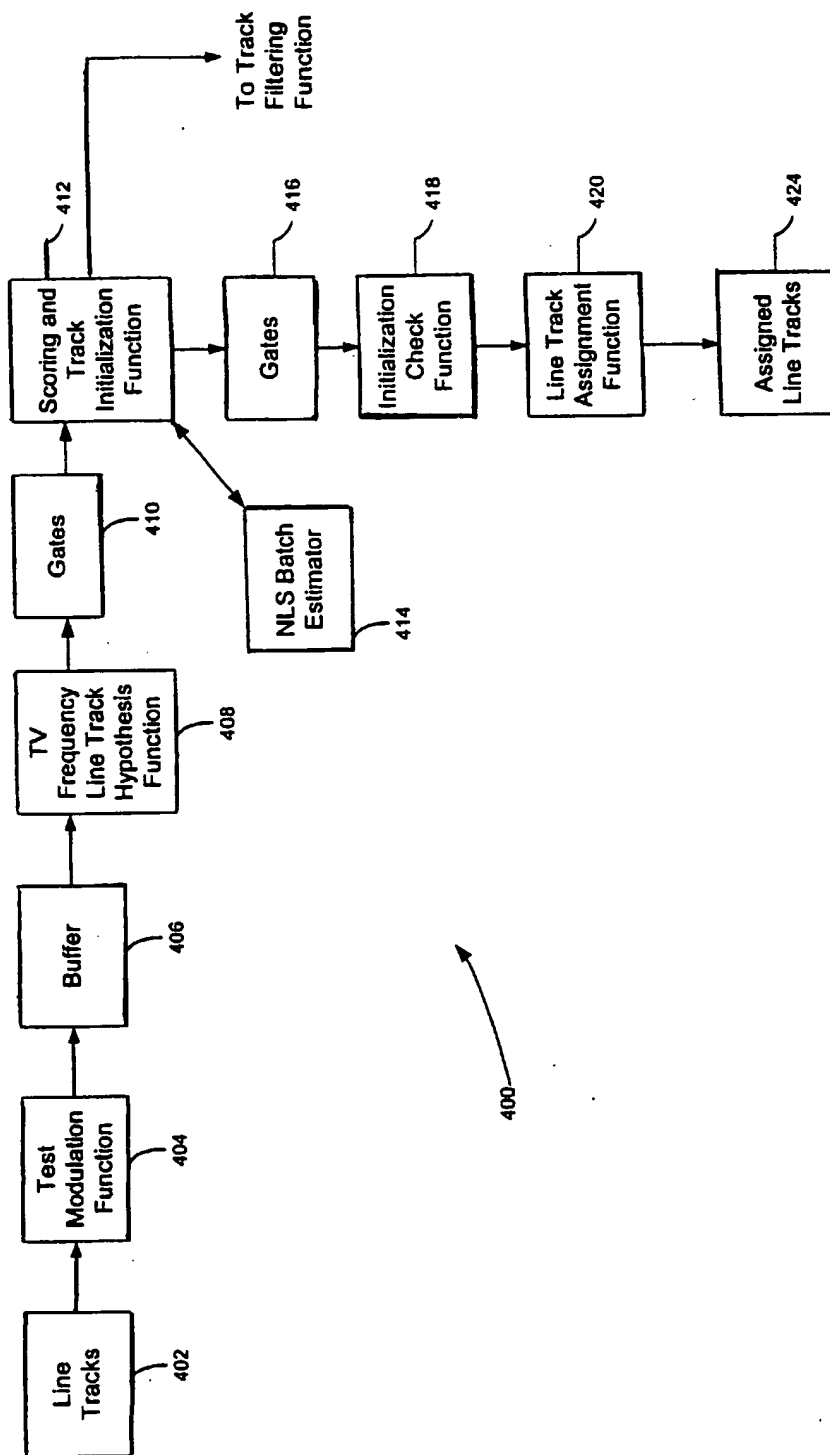 Line
Tracks
402
Test
Modulation
Function
404
Buffer
406
TV
Frequency
Line Track
Hypothesis
Function
408
Gates
410
Scoring and
Track
Initialization
Function
412
To Track
Filtering
Function
NLS Batch
Estimator
414
Gates
416
Initialization
Check
Function
418
Line Track
Assignment
Function
420
Assigned
Line Tracks
424
400